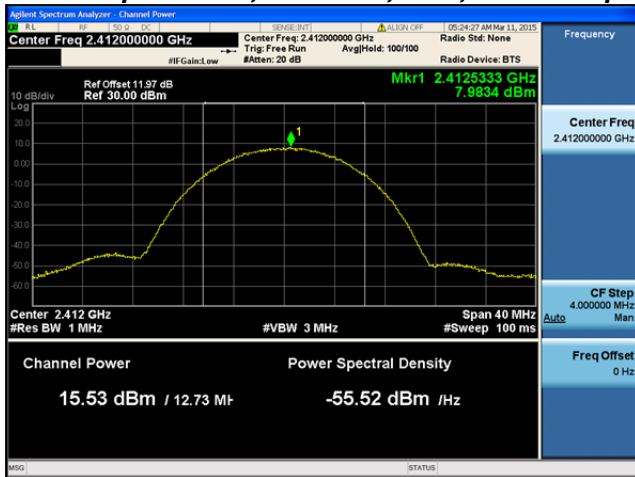 Agilent Spectrum Analyzer - Channel Power
RL RF 50 Ω DC SENSE:INT ALIGN OFF 05:24:27 AM Mar 11, 2015
Center Freq 2.412000000 GHz
Center Freq: 2.412000000 GHz
Radio Std: None
Trig: Free Run Avg|Hold: 100/100
#IFGain:Low
#Atten: 20 dB
Radio Device: BTS
Frequency
Mkr1 2.4125333 GHz
7.9834 dBm
Ref Offset 11.97 dB
10 dB/div Ref 30.00 dBm
Log
20.0
10.0
0.00
-10.0
-20.0
-30.0
-40.0
-50.0
-60.0
1
Center 2.412 GHz
Span 40 MHz
#Res BW 1 MHz
#VBW 3 MHz
#Sweep 100 ms
Center Freq
2.412000000 GHz
CF Step
4.000000 MHz
Auto Man
Freq Offset
0 Hz
Channel Power
Power Spectral Density
15.53 dBm / 12.73 MH
-55.52 dBm /Hz
MSG
STATUS